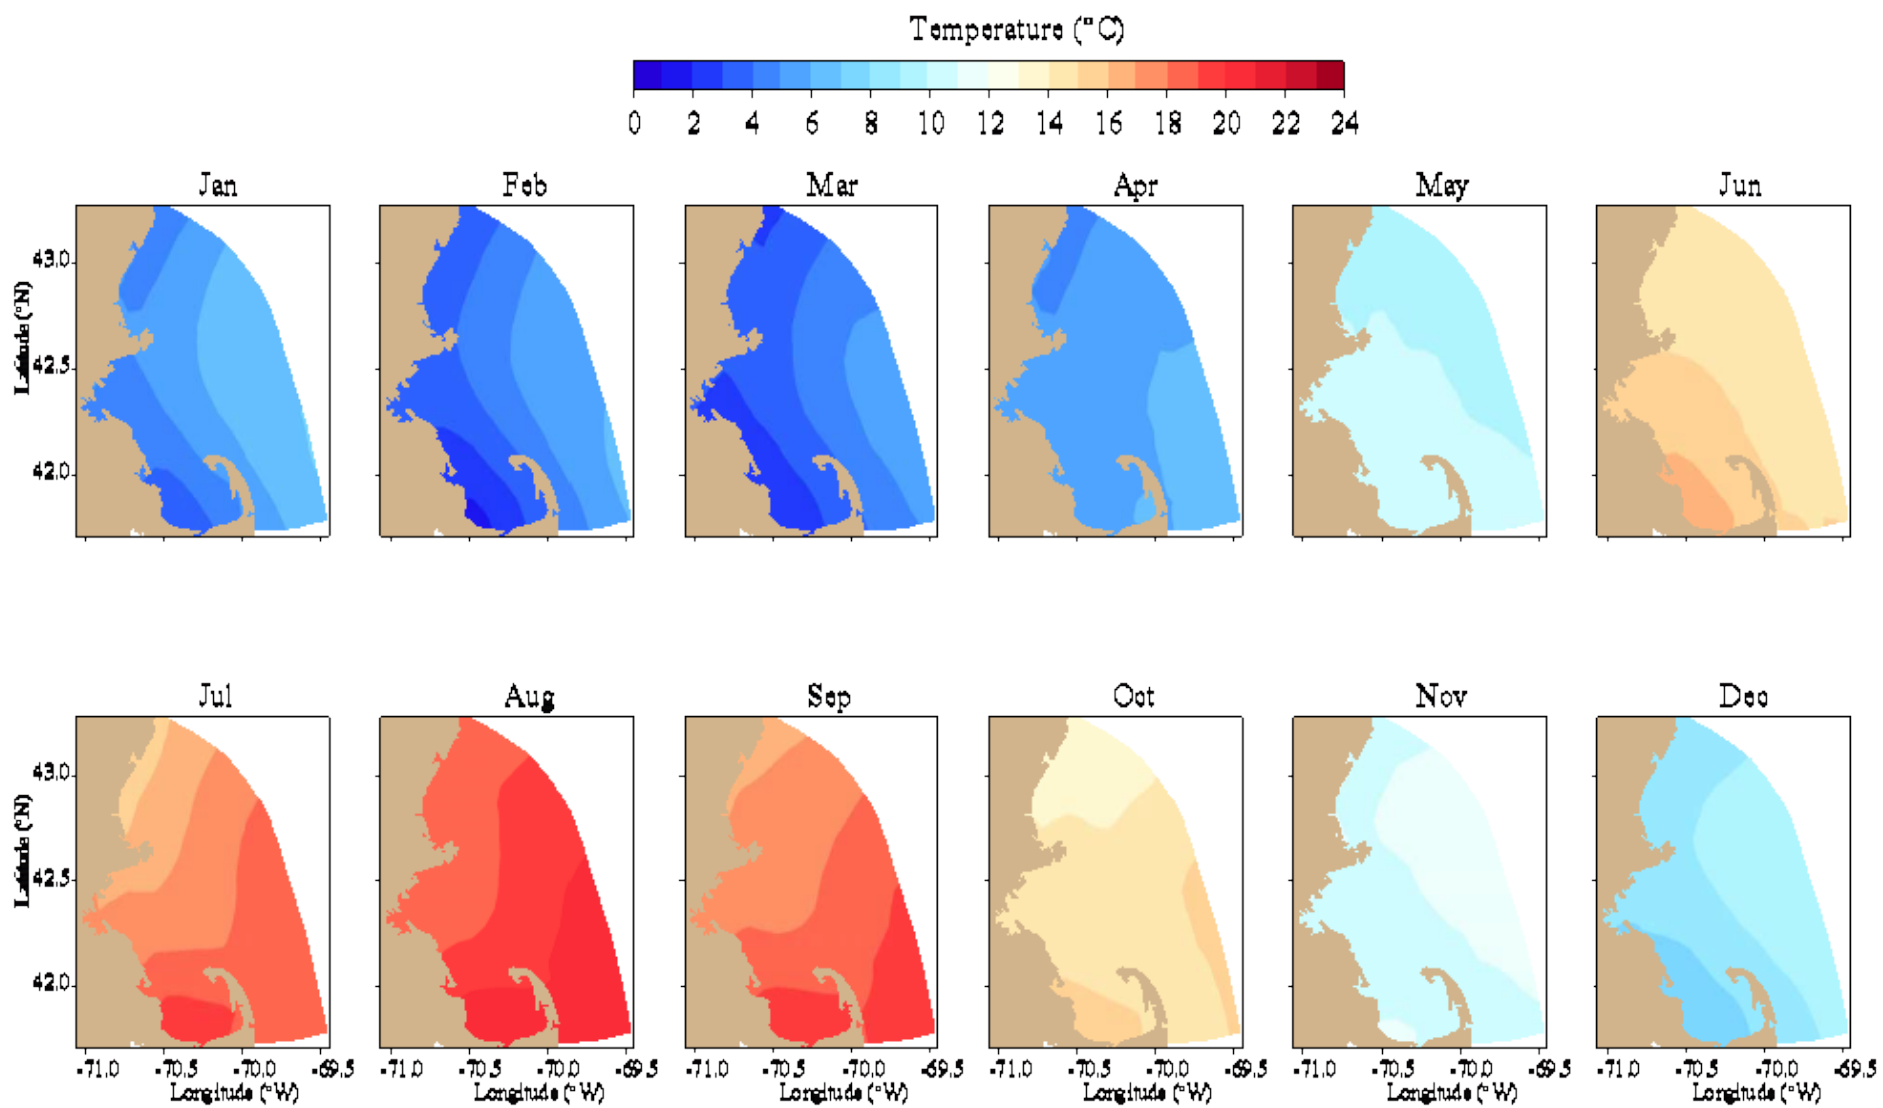 Temperature (°C)
0 2 4 6 8 10 12 14 16 18 20 22 24
Jan Feb Mar Apr May Jun
43.0
42.5
42.0
Latitude (°N)
Jul Aug Sep Oct Nov Dec
43.0
42.5
42.0
Latitude (°N)
-71.0 -70.5 -70.0 -69.5 -71.0 -70.5 -70.0 -69.5 -71.0 -70.5 -70.0 -69.5 -71.0 -70.5 -70.0 -69.5 -71.0 -70.5 -70.0 -69.5 -71.0 -70.5 -70.0 -69.5
Longitude (°W) Longitude (°W) Longitude (°W) Longitude (°W) Longitude (°W) Longitude (°W)